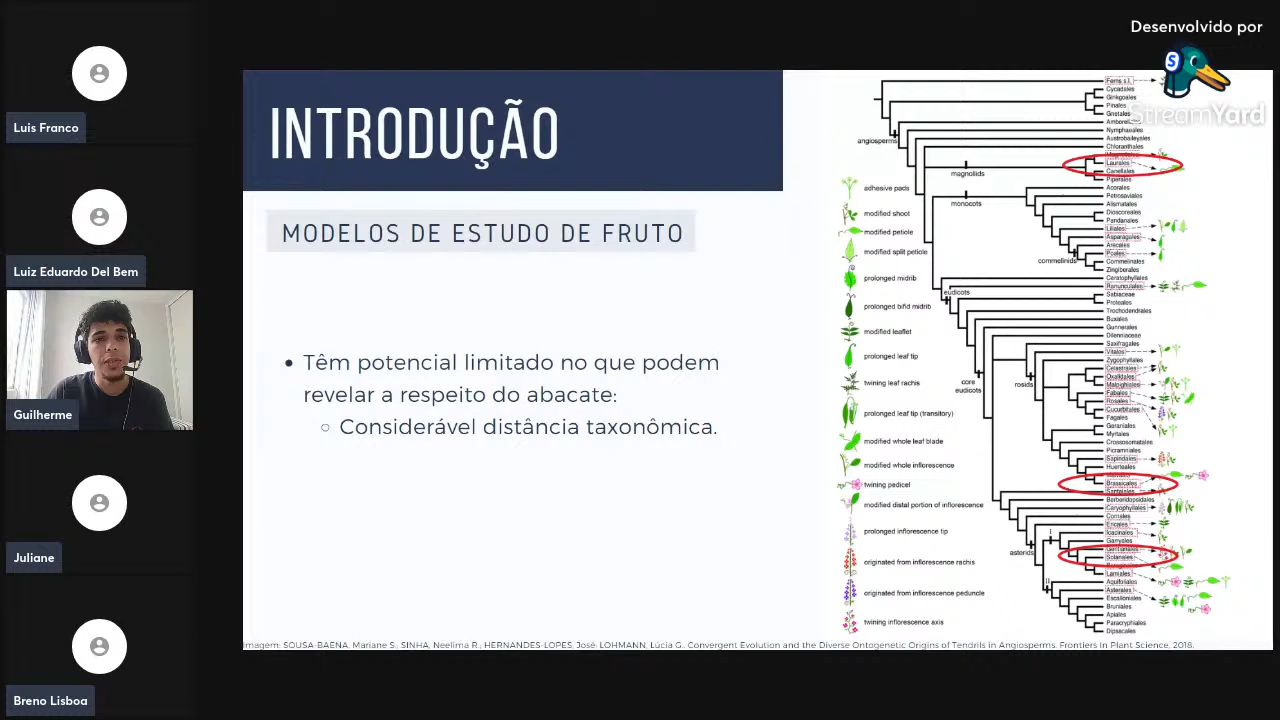 Desenvolvido por
StreamYard
Luis Franco
Luiz Eduardo Del Bem
Guilherme
Juliane
Breno Lisboa
INTRODUÇÃO
MODELOS DE ESTUDO DE FRUTO
• Têm potencial limitado no que podem
revelar a respeito do abacate:
○ Considerável distância taxonômica.
adhesive pads
modified shoot
modified petiole
modified split petiole
prolonged midrib
prolonged bifid midrib
modified leaflet
prolonged leaf tip
twining leaf rachis
prolonged leaf tip (transitory)
modified whole leaf blade
modified whole inflorescence
twining pedicel
modified distal portion of inflorescence
prolonged inflorescence tip
originated from inflorescence rachis
originated from inflorescence peduncle
twining inflorescence axis
angiosperms
magnoliids
monocots
commelinids
eudicots
core
eudicots
rosids
asterids
I
II
Ferns s.l.
Cycadales
Ginkgoales
Pinales
Gnetales
Nymphaeales
Austrobaileyales
Chloranthales
Laurales
Canellales
Piperales
Acorales
Petrosaviales
Alismatales
Dioscoreales
Pandanales
Liliales
Asparagales
Arecales
Poales
Commelinales
Zingiberales
Ceratophyllales
Ranunculales
Sabiaceae
Proteales
Trochodendrales
Buxales
Gunnerales
Dilenniaceae
Saxifragales
Vitales
Zygophyllales
Celastrales
Oxalidales
Malpighiales
Fabales
Rosales
Cucurbitales
Fagales
Geraniales
Myrtales
Crossosomatales
Picramniales
Sapindales
Huerteales
Brassicales
Santalales
Berberidopsidales
Caryophyllales
Cornales
Ericales
Icacinales
Garryales
Gentianales
Solanales
Lamiales
Aquifoliales
Asterales
Escalloniales
Bruniales
Apiales
Paracryphiales
Dipsacales
Imagem: SOUSA-BAENA, Mariane S.; SINHA, Neelima R.; HERNANDES-LOPES, José; LOHMANN, Lúcia G.. Convergent Evolution and the Diverse Ontogenetic Origins of Tendrils in Angiosperms. Frontiers In Plant Science, 2018.